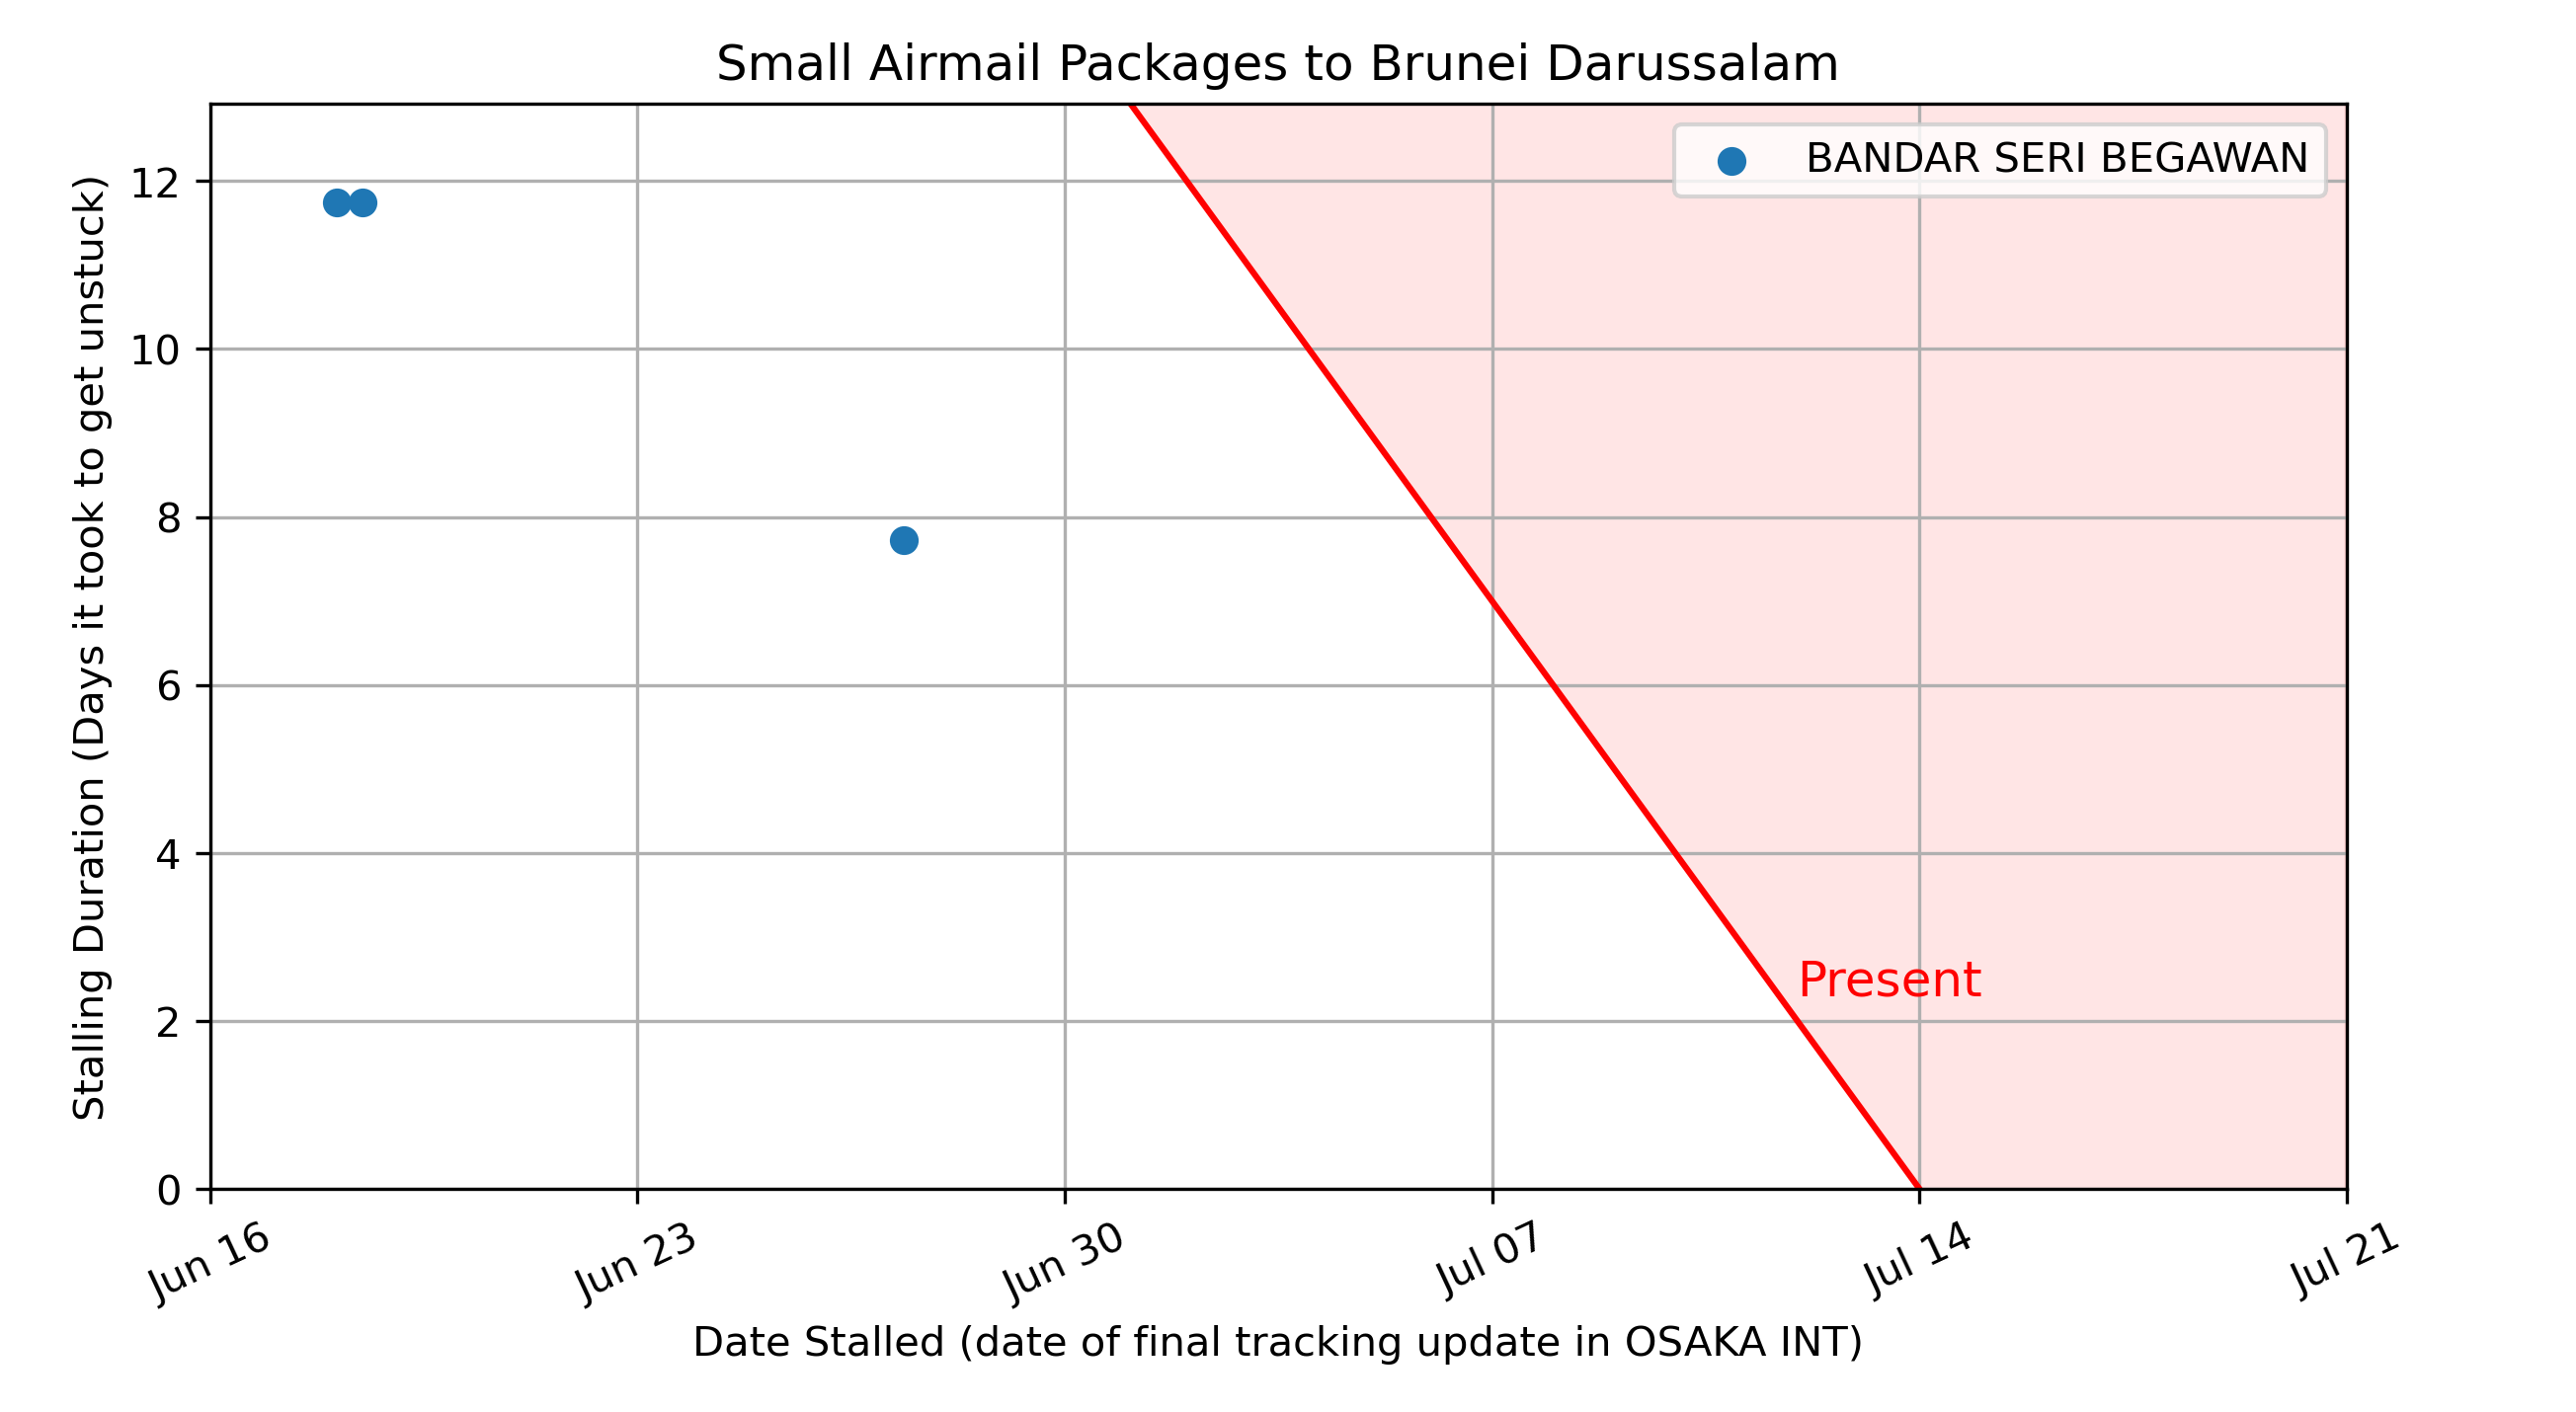 Small Airmail Packages to Brunei Darussalam
BANDAR SERI BEGAWAN
Stalling Duration (Days it took to get unstuck)
12
10
8
6
4
2
0
Present
Jun 16
Jun 23
Jun 30
Jul 07
Jul 14
Jul 21
Date Stalled (date of final tracking update in OSAKA INT)